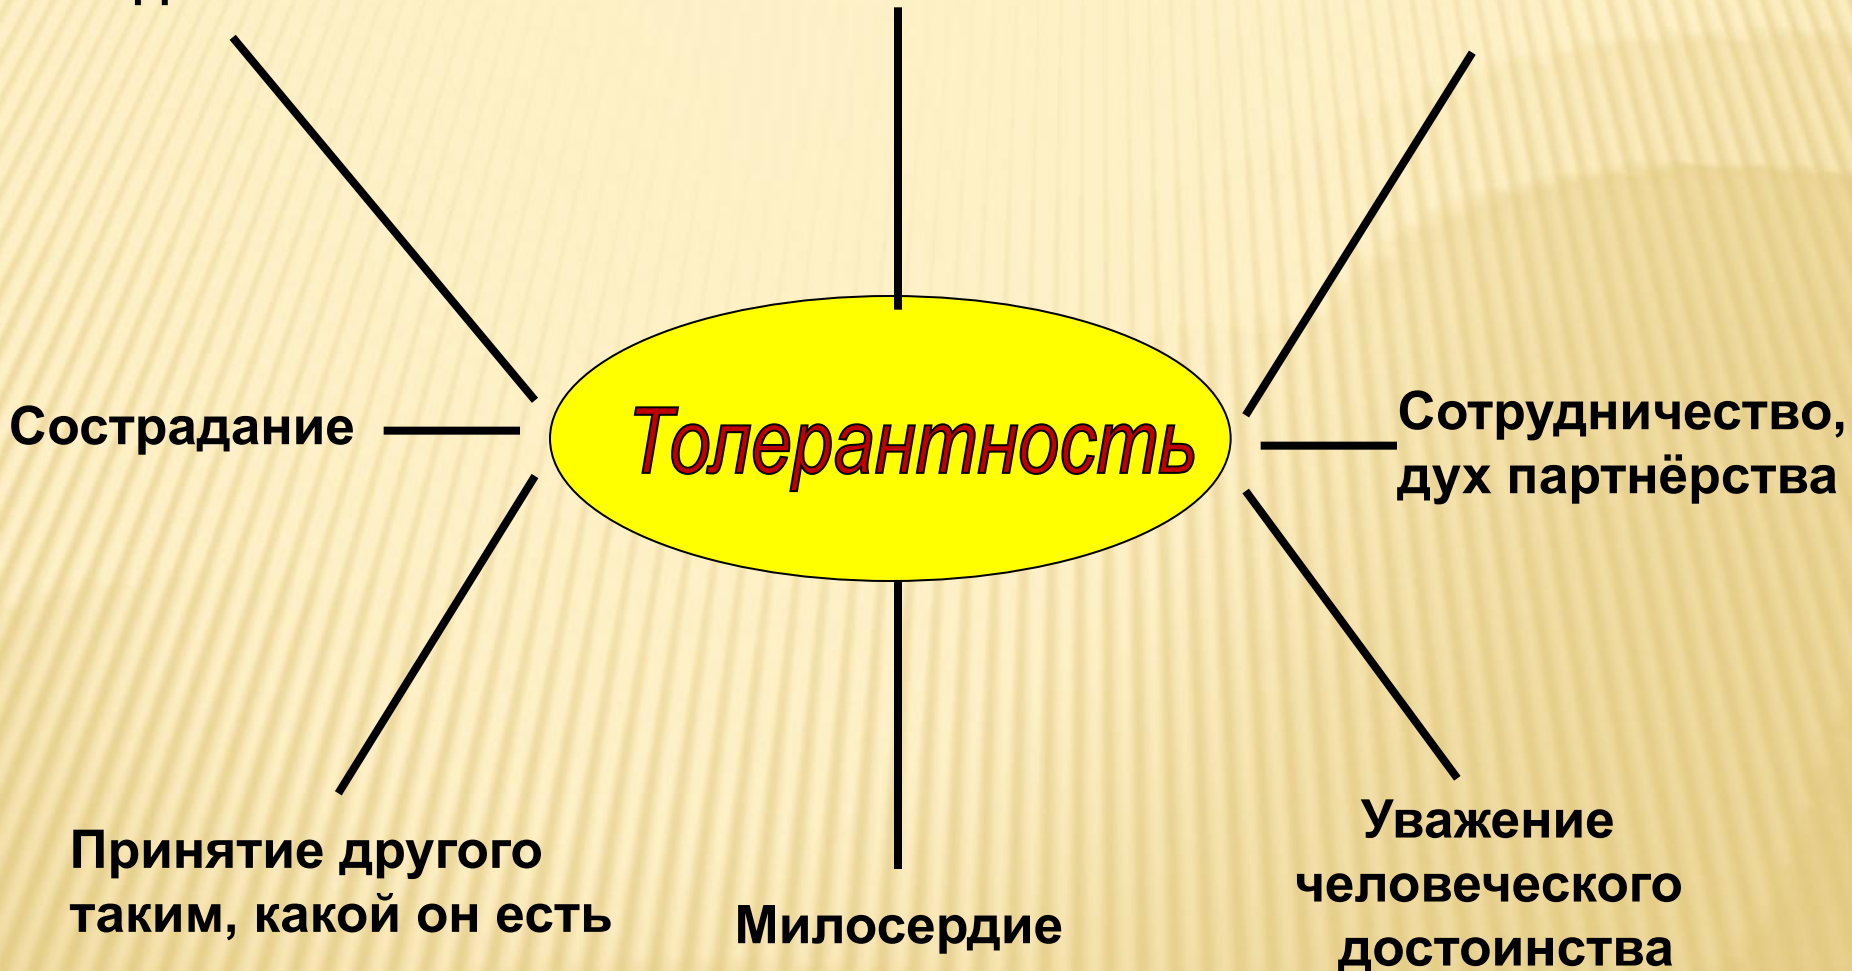 Сострадание
Толерантность
Сотрудничество,
дух партнёрства
Принятие другого
таким, какой он есть
Милосердие
Уважение
человеческого
достоинства